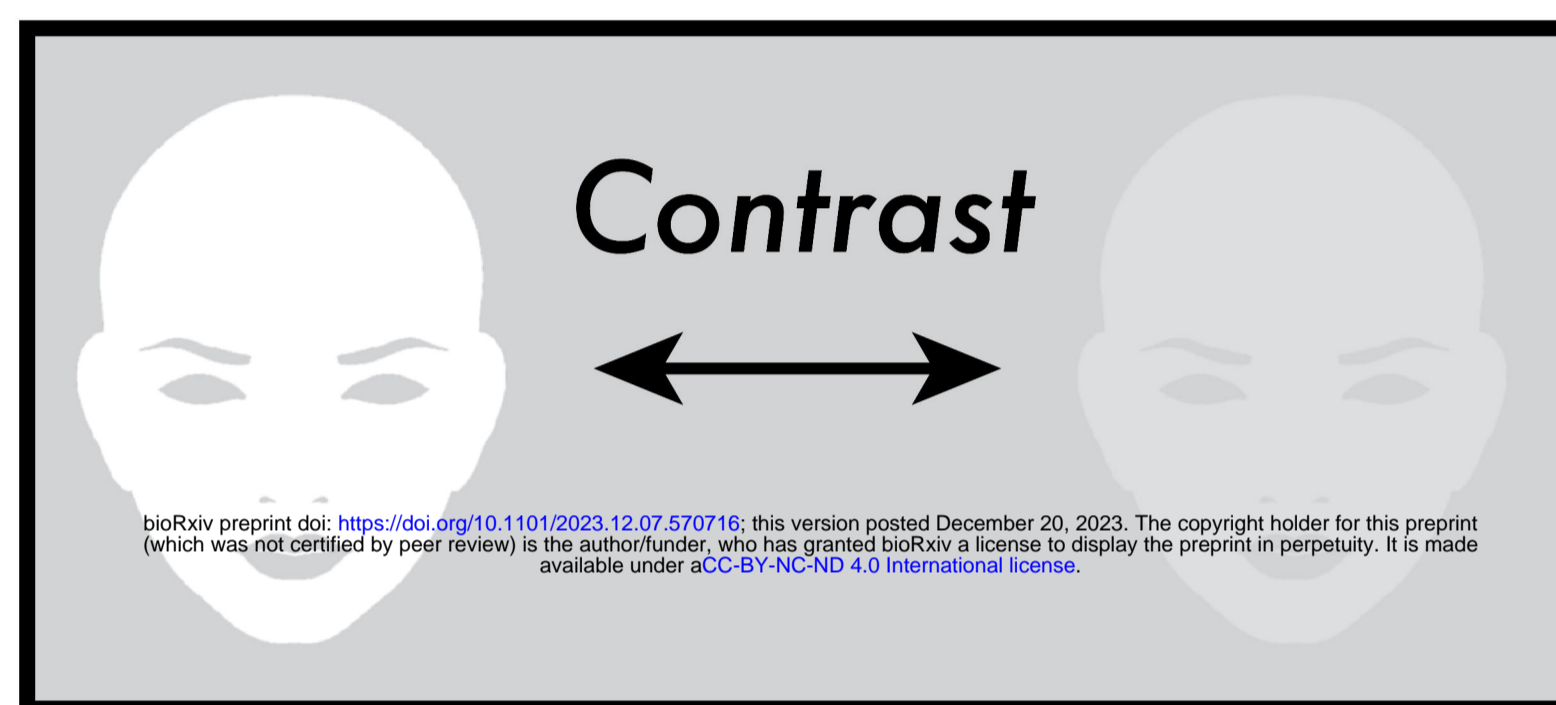 Contrast
bioRxiv preprint doi: https://doi.org/10.1101/2023.12.07.570716; this version posted December 20, 2023. The copyright holder for this preprint
(which was not certified by peer review) is the author/funder, who has granted bioRxiv a license to display the preprint in perpetuity. It is made
available under aCC-BY-NC-ND 4.0 International license.